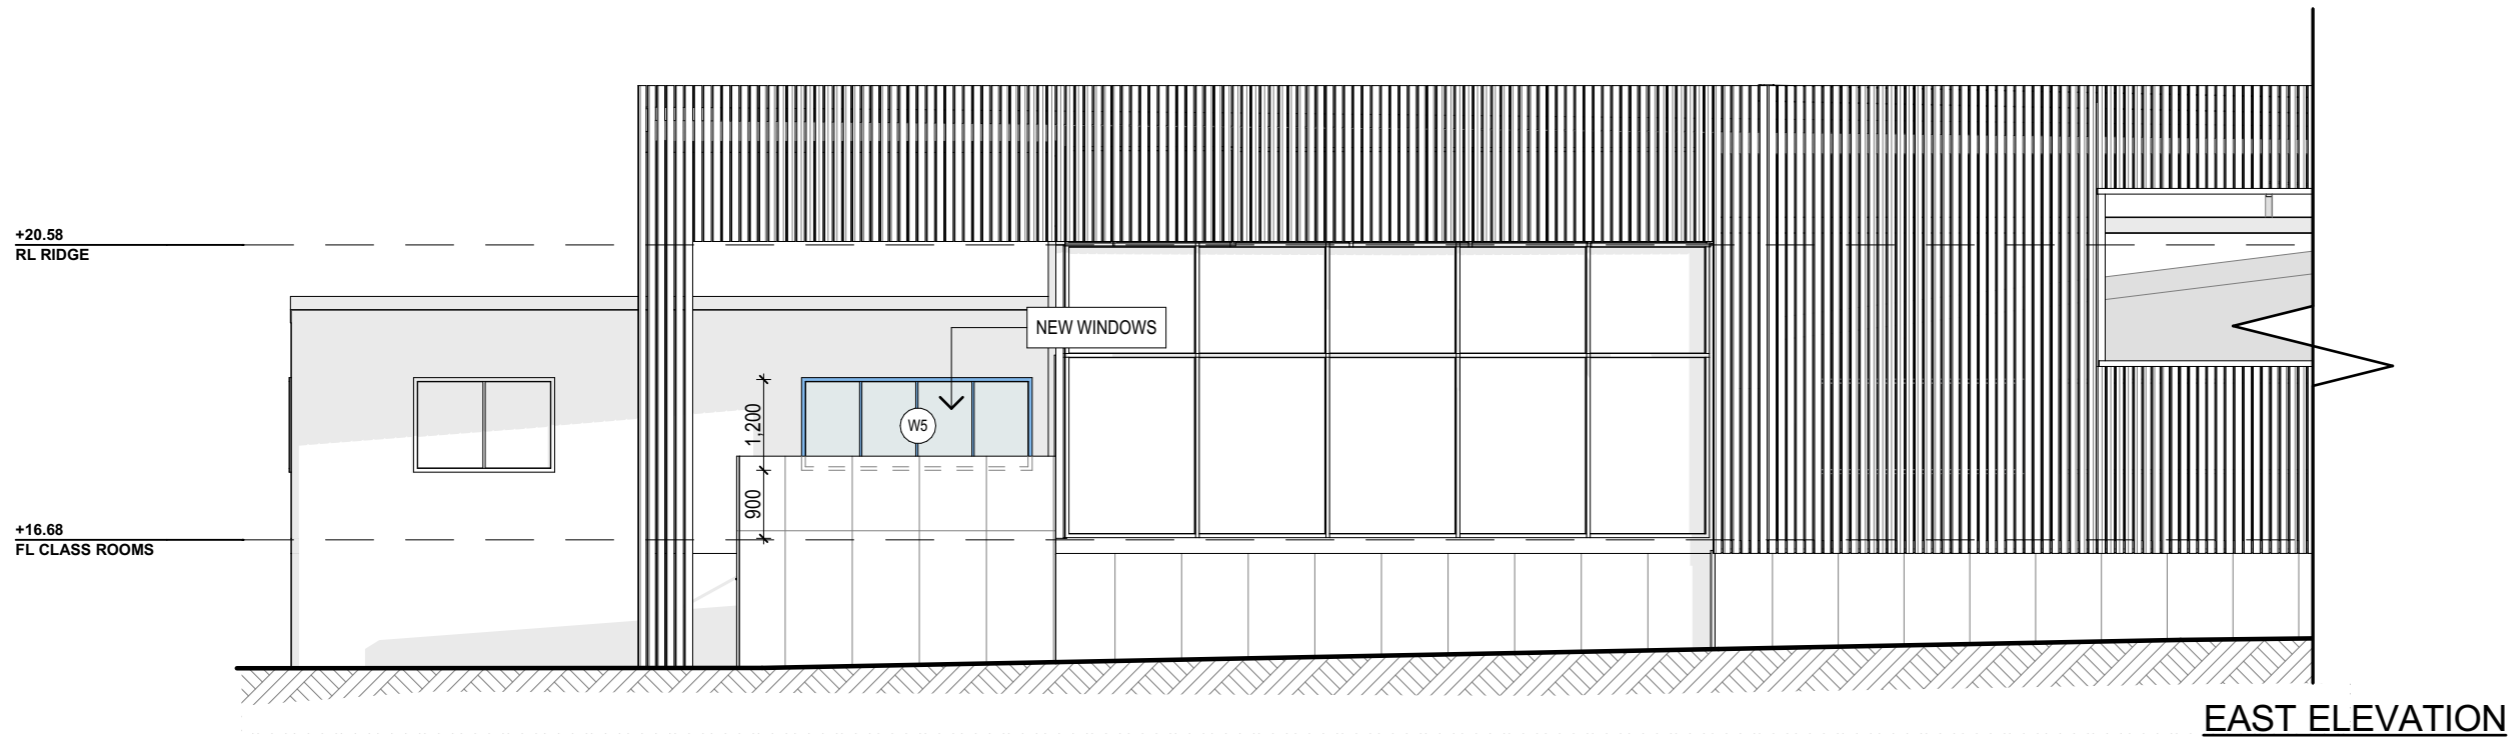 +20.58
RL RIDGE
NEW WINDOWS
1,200
W5
900
+16.68
FL CLASS ROOMS
EAST ELEVATION